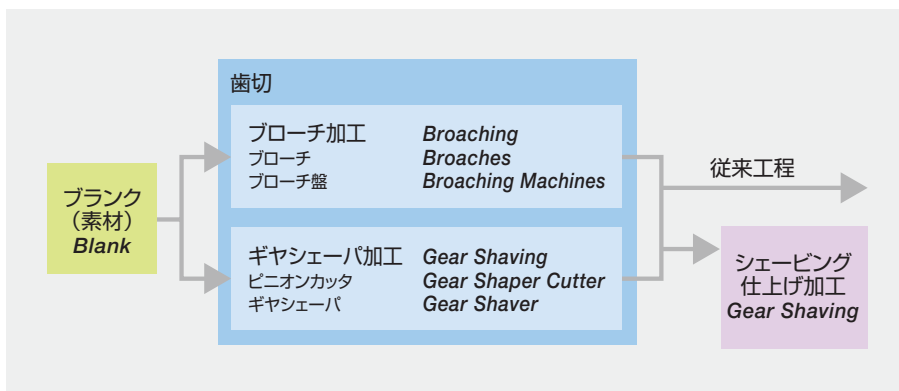 歯切
ブローチ加工 Broaching
ブローチ Broaches
ブローチ盤 Broaching Machines
ブランク
（素材）
Blank
従来工程
ギヤシェーパ加工 Gear Shaving
ピニオンカッタ Gear Shaper Cutter
ギヤシェーパ Gear Shaver
シェービング
仕上げ加工
Gear Shaving